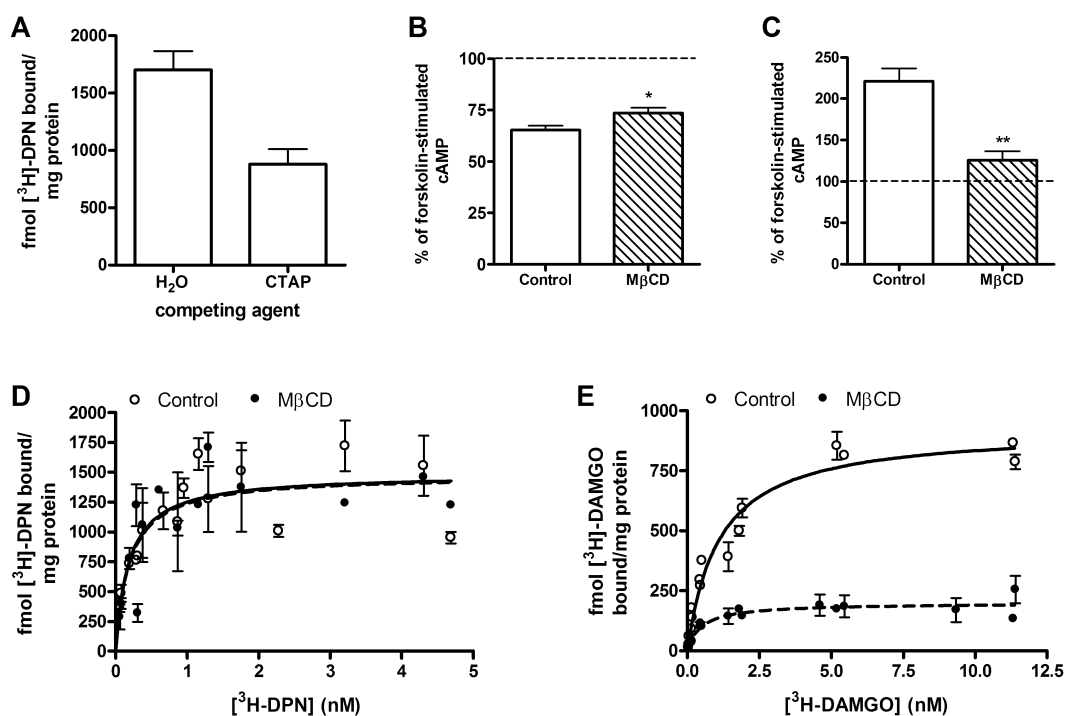 A
fmol [³H]-DPN bound/
mg protein
2000
1500
1000
500
0
H₂O
CTAP
competing agent
B
% of forskolin-stimulated
cAMP
100
75
50
25
0
*
Control
MβCD
C
% of forskolin-stimulated
cAMP
250
200
150
100
50
0
**
Control
MβCD
D
Control
MβCD
fmol [³H]-DPN bound/
mg protein
2000
1750
1500
1250
1000
750
500
250
0
0
1
2
3
4
5
[³H-DPN] (nM)
E
Control
MβCD
fmol [³H]-DAMGO
bound/mg protein
1000
750
500
250
0
0.0
2.5
5.0
7.5
10.0
12.5
[³H-DAMGO] (nM)